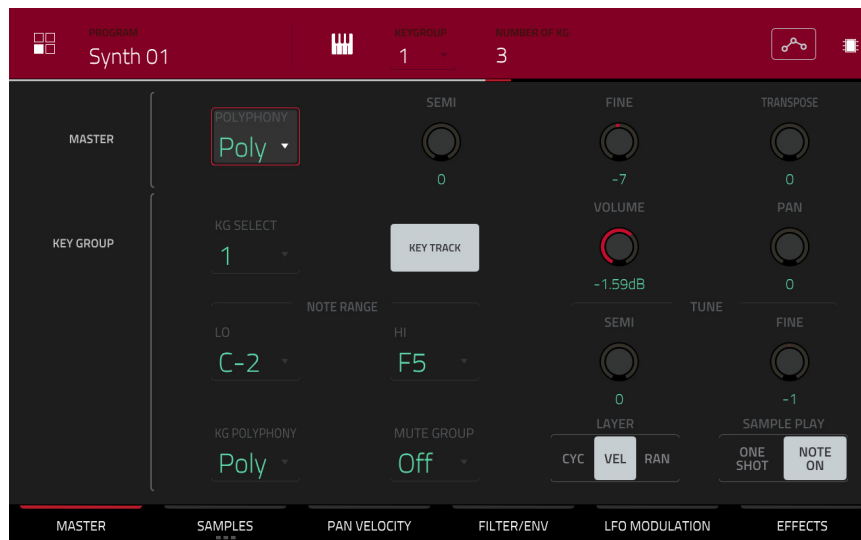 PROGRAM KEYGROUP NUMBER OF KG
Synth 01 1 3
SEMI FINE TRANSPOSE
MASTER POLYPHONY
Poly
0 -7 0
VOLUME PAN
KEY GROUP KG SELECT
1 KEY TRACK
-1.59dB 0
NOTE RANGE TUNE
LO HI SEMI FINE
C-2 F5
0 -1
KG POLYPHONY MUTE GROUP LAYER SAMPLE PLAY
Poly Off CYC VEL RAN ONE SHOT NOTE ON
MASTER SAMPLES PAN VELOCITY FILTER/ENV LFO MODULATION EFFECTS